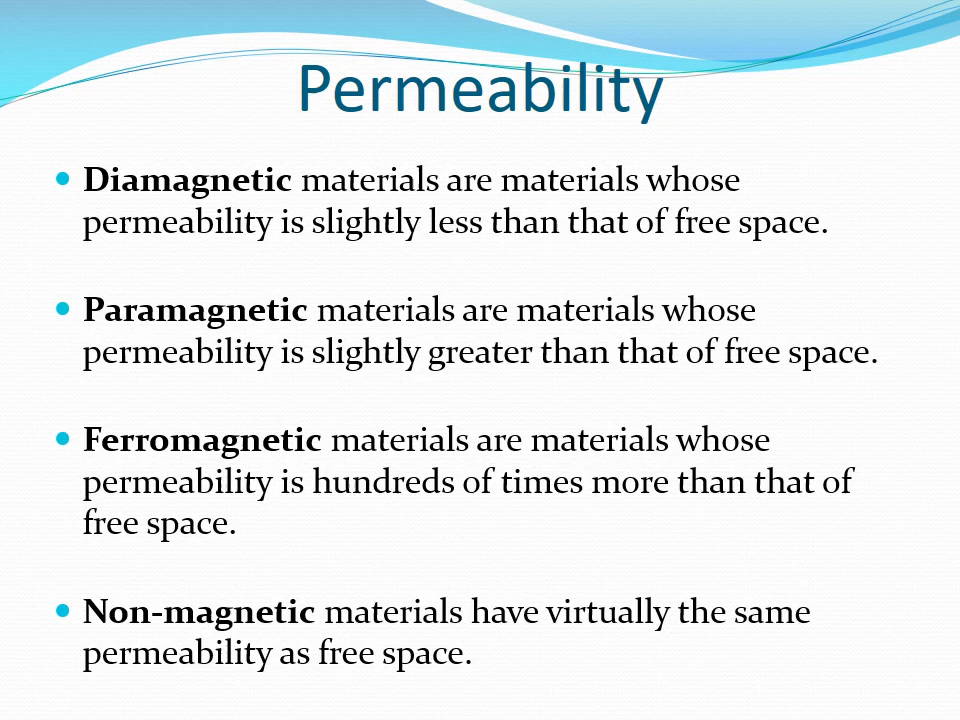 Permeability
• Diamagnetic materials are materials whose
permeability is slightly less than that of free space.
• Paramagnetic materials are materials whose
permeability is slightly greater than that of free space.
• Ferromagnetic materials are materials whose
permeability is hundreds of times more than that of
free space.
• Non-magnetic materials have virtually the same
permeability as free space.